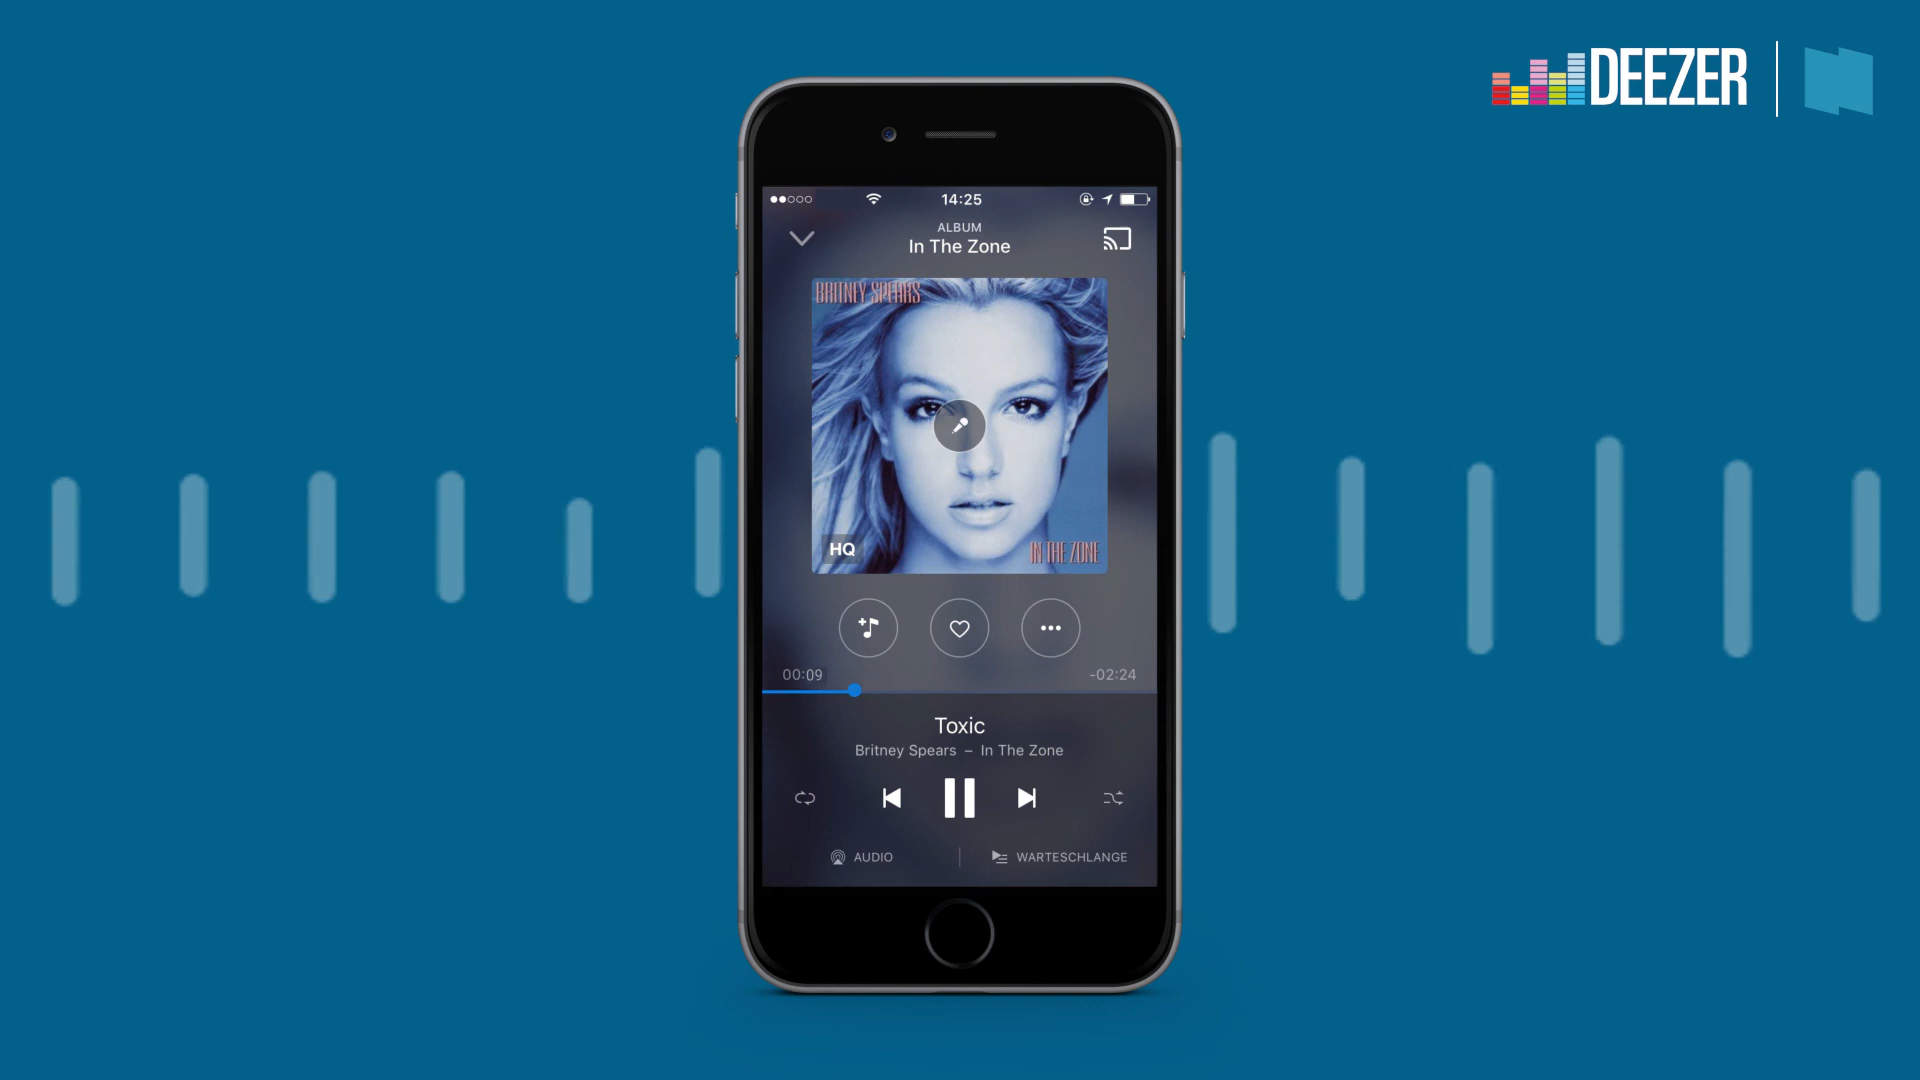 DEEZER
14:25
ALBUM
In The Zone
BRITNEY SPEARS
HQ
IN THE ZONE
00:09
-02:24
Toxic
Britney Spears – In The Zone
AUDIO
WARTESCHLANGE